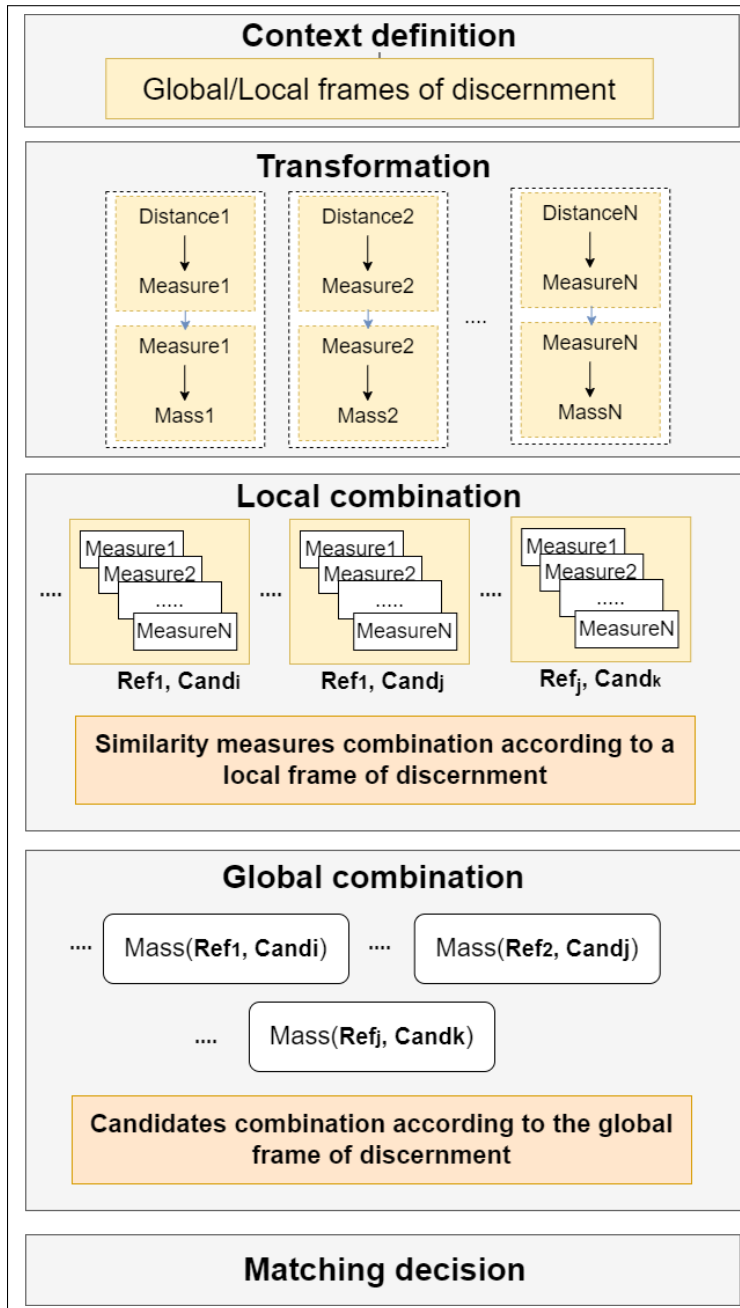 Context definition
Global/Local frames of discernment
Transformation
Distance1
Measure1
Measure1
Mass1
Distance2
Measure2
Measure2
Mass2
....
DistanceN
MeasureN
MeasureN
MassN
Local combination
....
Measure1
Measure2
.....
MeasureN
Ref1, Candi
....
Measure1
Measure2
.....
MeasureN
Ref1, Candj
....
Measure1
Measure2
.....
MeasureN
Refj, Candk
Similarity measures combination according to a
local frame of discernment
Global combination
.... Mass(Ref1, Candi) .... Mass(Ref2, Candj)
.... Mass(Refj, Candk)
Candidates combination according to the global
frame of discernment
Matching decision